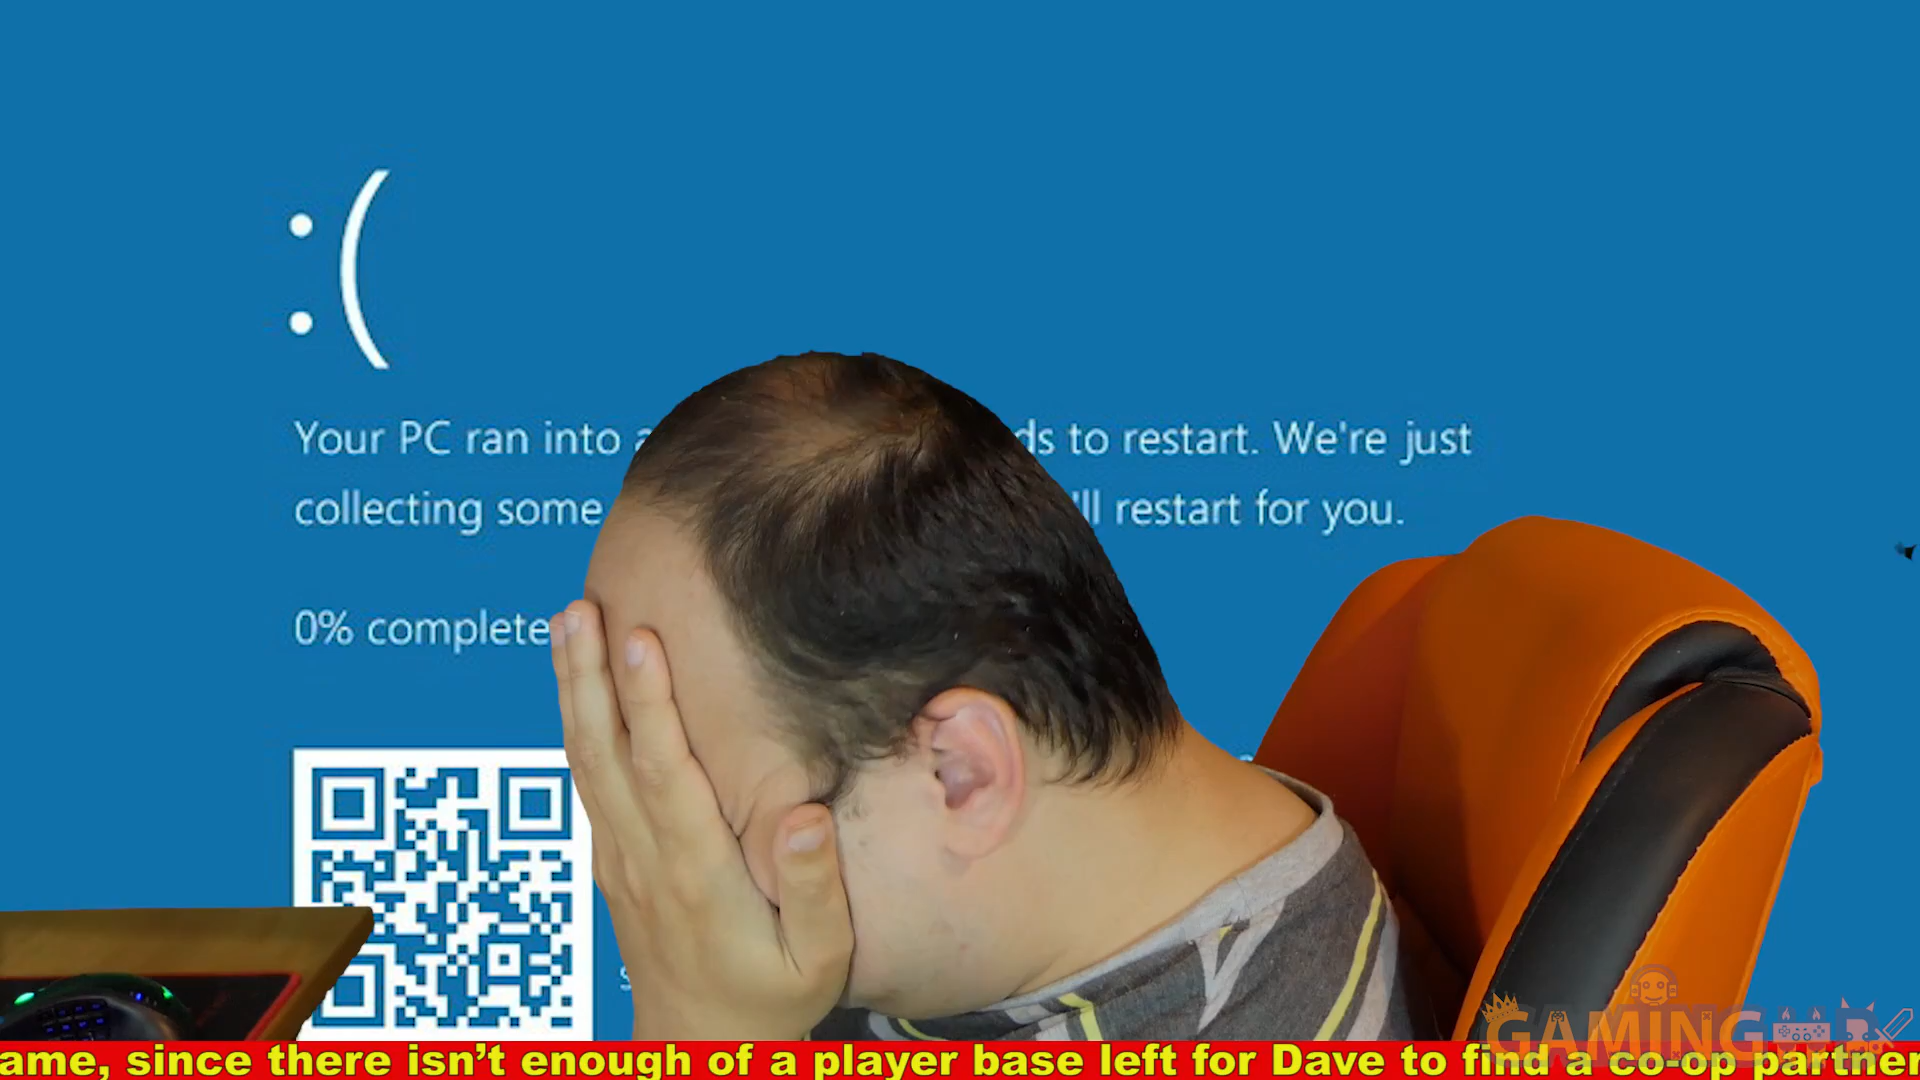 :(
Your PC ran into ds to restart. We're just
collecting some 'll restart for you.
0% complete
GAMING
ame, since there isn't enough of a player base left for Dave to find a co-op partner